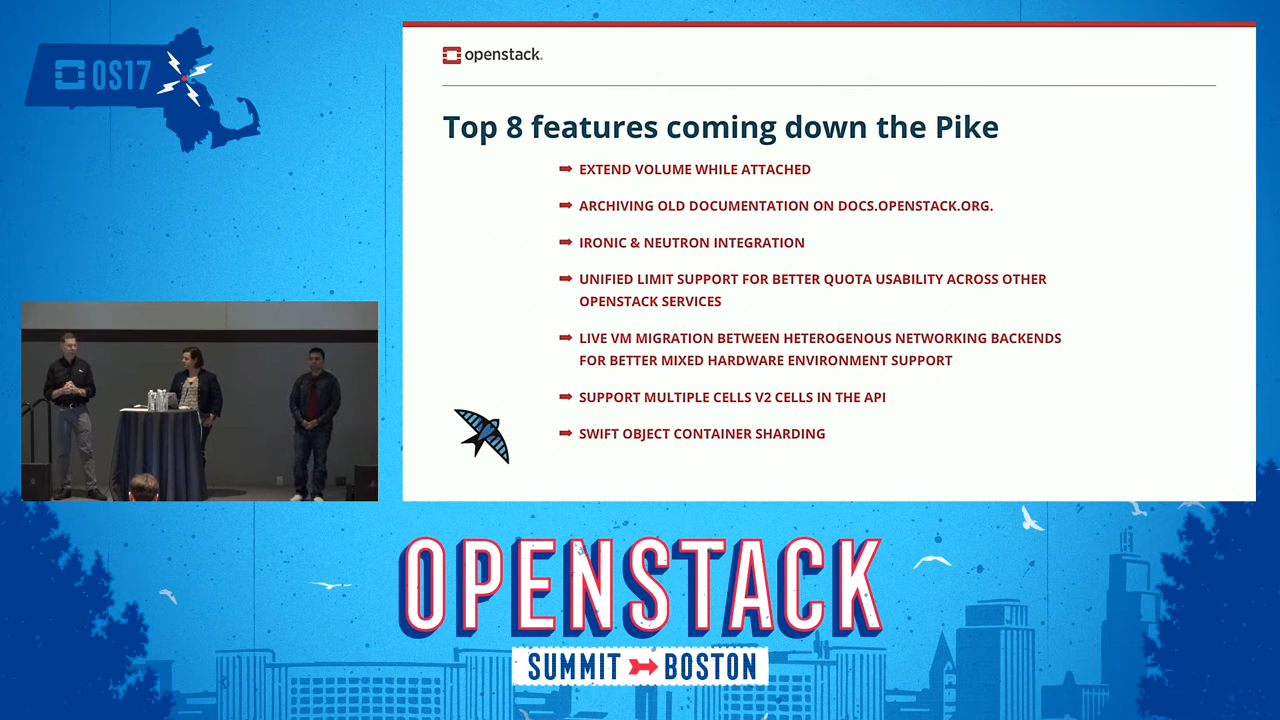 OS17
openstack.
Top 8 features coming down the Pike
EXTEND VOLUME WHILE ATTACHED
ARCHIVING OLD DOCUMENTATION ON DOCS.OPENSTACK.ORG.
IRONIC & NEUTRON INTEGRATION
UNIFIED LIMIT SUPPORT FOR BETTER QUOTA USABILITY ACROSS OTHER
OPENSTACK SERVICES
LIVE VM MIGRATION BETWEEN HETEROGENOUS NETWORKING BACKENDS
FOR BETTER MIXED HARDWARE ENVIRONMENT SUPPORT
SUPPORT MULTIPLE CELLS V2 CELLS IN THE API
SWIFT OBJECT CONTAINER SHARDING
OPENSTACK
SUMMIT BOSTON